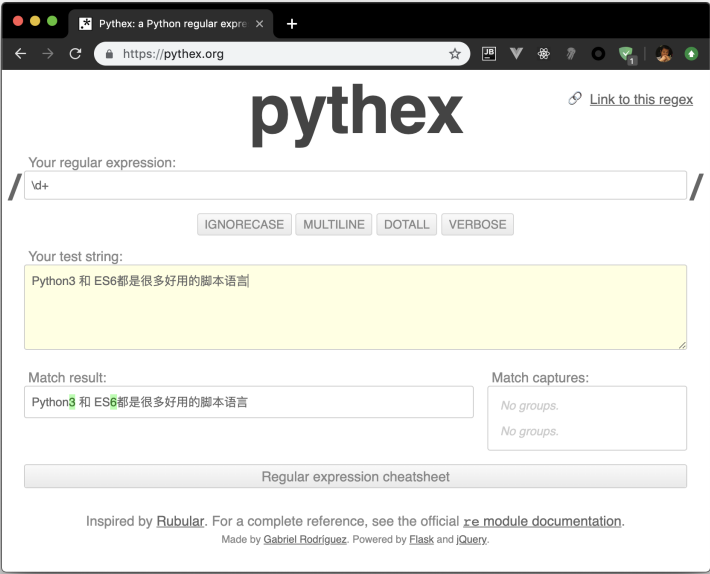 Pythex: a Python regular expre
https://pythex.org
JB
1
pythex
Link to this regex
Your regular expression:
/ \d+ /
IGNORECASE MULTILINE DOTALL VERBOSE
Your test string:
Python3 和 ES6都是很多好用的脚本语言
Match result:
Match captures:
Python3 和 ES6都是很多好用的脚本语言
No groups.
No groups.
Regular expression cheatsheet
Inspired by Rubular. For a complete reference, see the official re module documentation.
Made by Gabriel Rodríguez. Powered by Flask and jQuery.